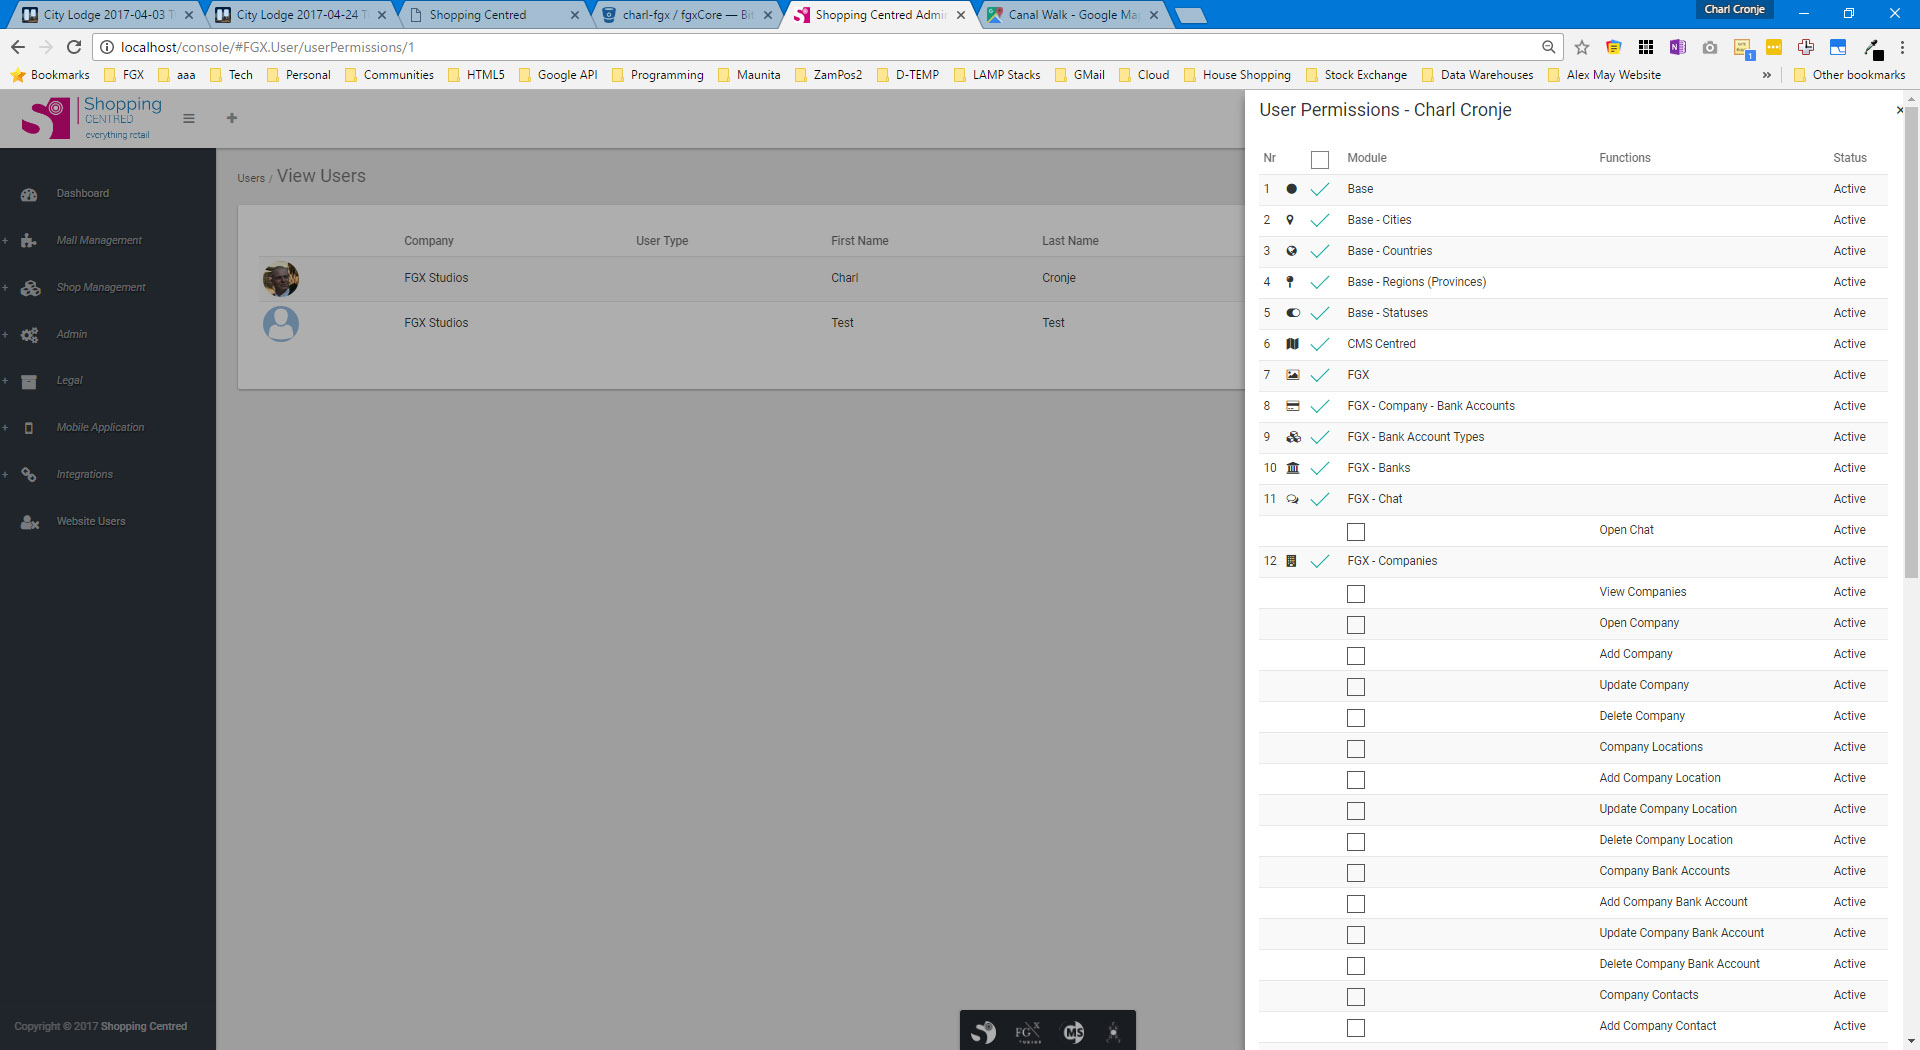 City Lodge 2017-04-03 T
City Lodge 2017-04-24 T
Shopping Centred
charl-fgx / fgxCore — Bi
Shopping Centred Admi
Canal Walk - Google Ma
Charl Cronje
localhost/console/#FGX.User/userPermissions/1
Bookmarks FGX aaa Tech Personal Communities HTML5 Google API Programming Maunita ZamPos2 D-TEMP LAMP Stacks GMail Cloud House Shopping Stock Exchange Data Warehouses Alex May Website » Other bookmarks
Shopping
CENTRED
everything retail
Dashboard
Mall Management
Shop Management
Admin
Legal
Mobile Application
Integrations
Website Users
Copyright © 2017 Shopping Centred
Users / View Users
Company User Type First Name Last Name
FGX Studios Charl Cronje
FGX Studios Test Test
FGX
MS
User Permissions - Charl Cronje
Nr Module Functions Status
1 Base Active
2 Base - Cities Active
3 Base - Countries Active
4 Base - Regions (Provinces) Active
5 Base - Statuses Active
6 CMS Centred Active
7 FGX Active
8 FGX - Company - Bank Accounts Active
9 FGX - Bank Account Types Active
10 FGX - Banks Active
11 FGX - Chat Active
Open Chat Active
12 FGX - Companies Active
View Companies Active
Open Company Active
Add Company Active
Update Company Active
Delete Company Active
Company Locations Active
Add Company Location Active
Update Company Location Active
Delete Company Location Active
Company Bank Accounts Active
Add Company Bank Account Active
Update Company Bank Account Active
Delete Company Bank Account Active
Company Contacts Active
Add Company Contact Active